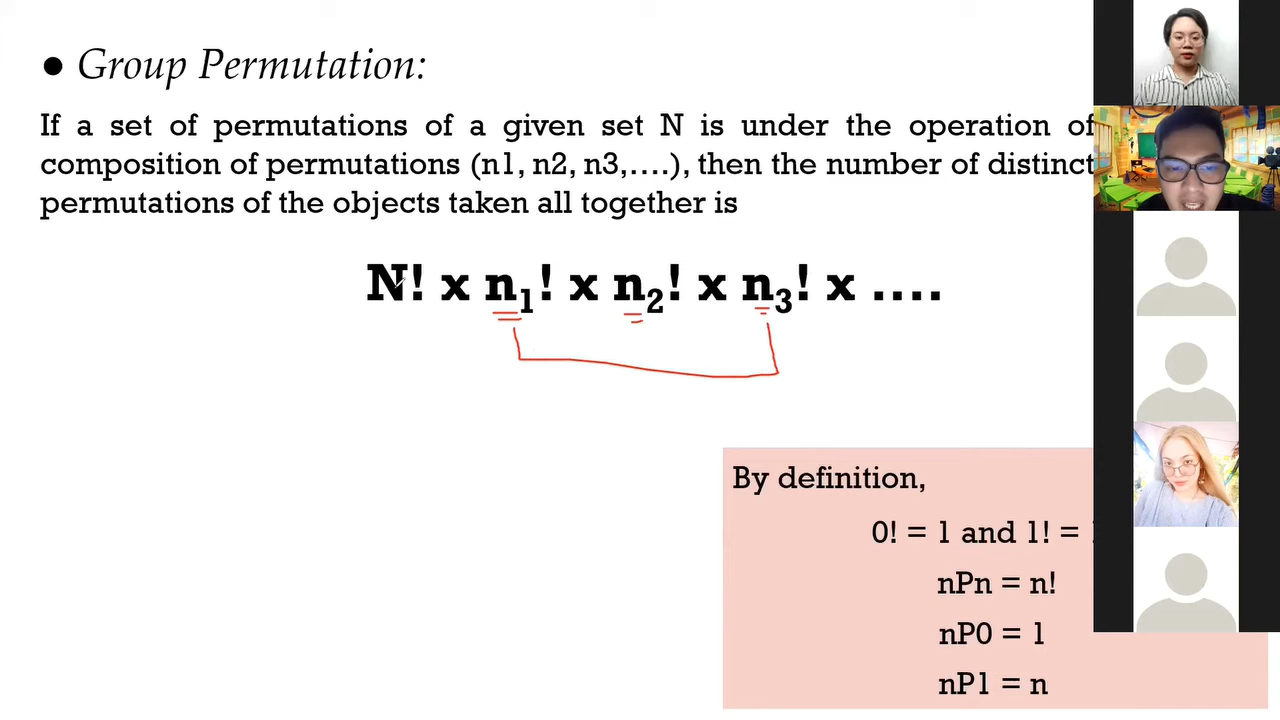 ● Group Permutation:
If a set of permutations of a given set N is under the operation of
composition of permutations (n1, n2, n3,....), then the number of distinct
permutations of the objects taken all together is
N! x n₁! x n₂! x n₃! x ....
By definition,
0! = 1 and 1! =
nPn = n!
nP0 = 1
nP1 = n